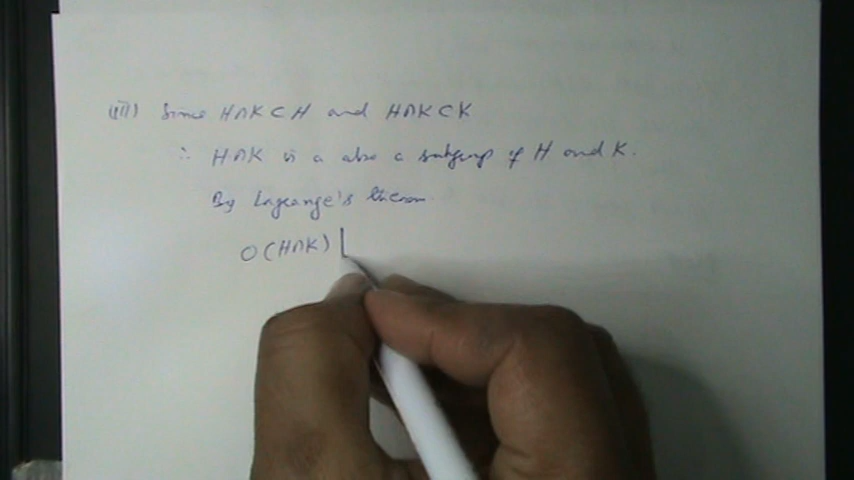 (iii) Since H∩K ⊂ H and H∩K ⊂ K
∴ H∩K is a also a subgroup of H and K.
By Lagrange's theorem.
O(H∩K) |